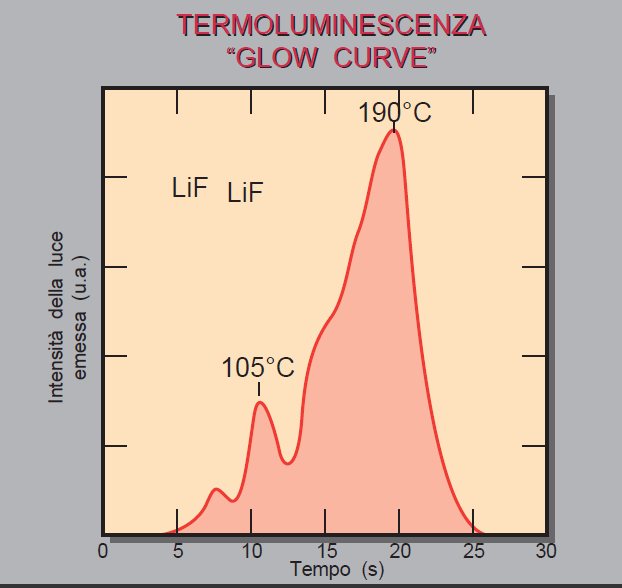 TERMOLUMINESCENZA
“GLOW CURVE”
190°C
LiF LiF
105°C
Intensità della luce
emessa (u.a.)
0 5 10 15 20 25 30
Tempo (s)